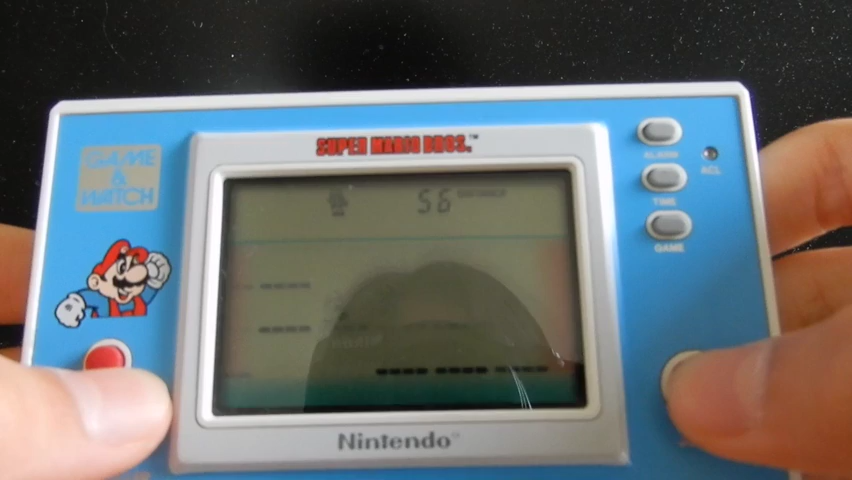 SUPER MARIO BROS.™
GAME
&
WATCH
ALARM
ACL
TIME
GAME
56
Nintendo